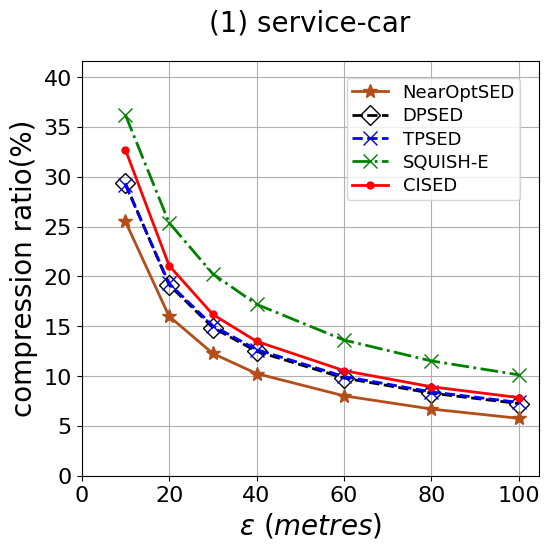 (1) service-car
compression ratio(%)
40
35
30
25
20
15
10
5
0
NearOptSED
DPSED
TPSED
SQUISH-E
CISED
0 20 40 60 80 100
ε (metres)